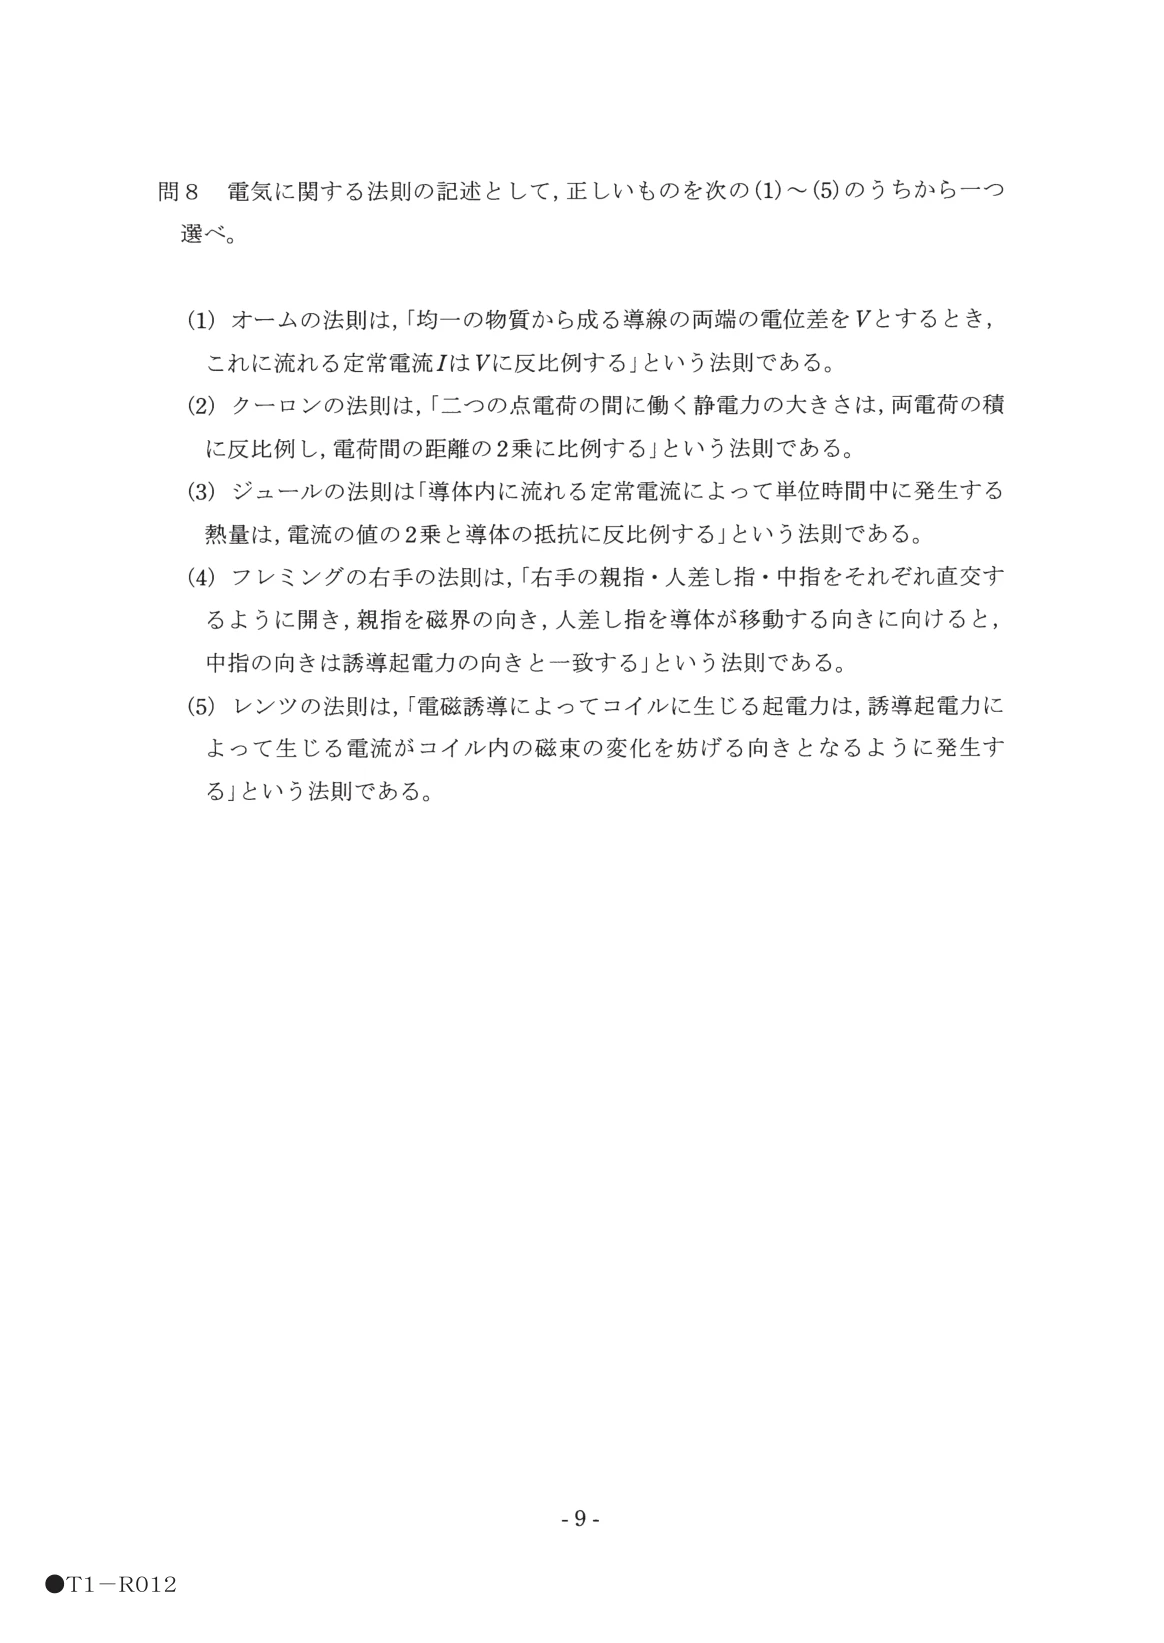 問８　電気に関する法則の記述として, 正しいものを次の(1)～(5)のうちから一つ
選べ。
(1) オームの法則は,「均一の物質から成る導線の両端の電位差をVとするとき,
これに流れる定常電流IはVに反比例する」という法則である。
(2) クーロンの法則は,「二つの点電荷の間に働く静電力の大きさは, 両電荷の積
に反比例し, 電荷間の距離の2乗に比例する」という法則である。
(3) ジュールの法則は「導体内に流れる定常電流によって単位時間中に発生する
熱量は, 電流の値の2乗と導体の抵抗に反比例する」という法則である。
(4) フレミングの右手の法則は,「右手の親指・人差し指・中指をそれぞれ直交す
るように開き, 親指を磁界の向き, 人差し指を導体が移動する向きに向けると,
中指の向きは誘導起電力の向きと一致する」という法則である。
(5) レンツの法則は,「電磁誘導によってコイルに生じる起電力は, 誘導起電力に
よって生じる電流がコイル内の磁束の変化を妨げる向きとなるように発生す
る」という法則である。
- 9 -
●T1－R012